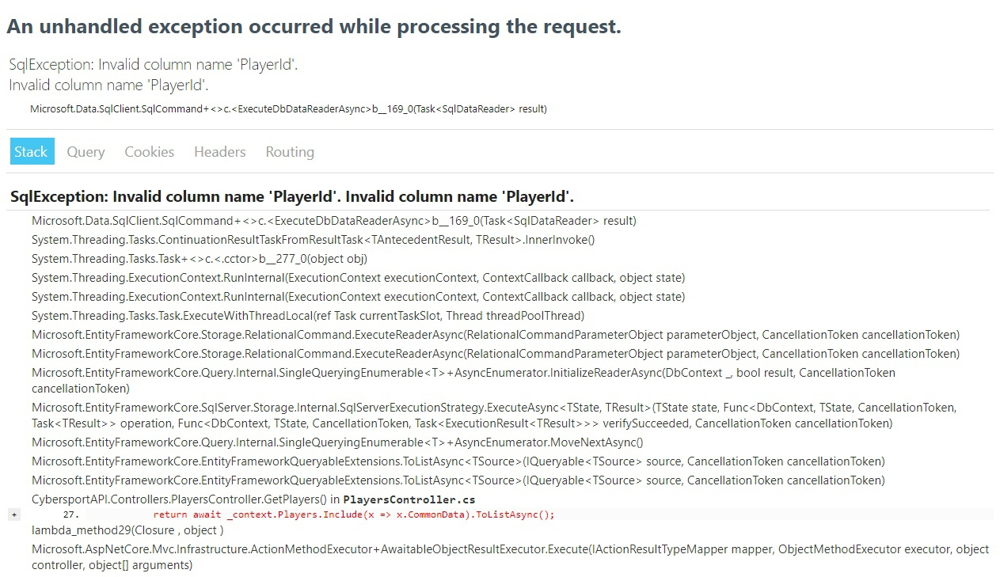 An unhandled exception occurred while processing the request.
SqlException: Invalid column name 'PlayerId'.
Invalid column name 'PlayerId'.
Microsoft.Data.SqlClient.SqlCommand+<>c.<ExecuteDbDataReaderAsync>b__169_0(Task<SqlDataReader> result)
Stack Query Cookies Headers Routing
SqlException: Invalid column name 'PlayerId'. Invalid column name 'PlayerId'.
Microsoft.Data.SqlClient.SqlCommand+<>c.<ExecuteDbDataReaderAsync>b__169_0(Task<SqlDataReader> result)
System.Threading.Tasks.ContinuationResultTaskFromResultTask<TAntecedentResult, TResult>.InnerInvoke()
System.Threading.Tasks.Task+<>c.<.cctor>b__277_0(object obj)
System.Threading.ExecutionContext.RunInternal(ExecutionContext executionContext, ContextCallback callback, object state)
System.Threading.ExecutionContext.RunInternal(ExecutionContext executionContext, ContextCallback callback, object state)
System.Threading.Tasks.Task.ExecuteWithThreadLocal(ref Task currentTaskSlot, Thread threadPoolThread)
Microsoft.EntityFrameworkCore.Storage.RelationalCommand.ExecuteReaderAsync(RelationalCommandParameterObject parameterObject, CancellationToken cancellationToken)
Microsoft.EntityFrameworkCore.Storage.RelationalCommand.ExecuteReaderAsync(RelationalCommandParameterObject parameterObject, CancellationToken cancellationToken)
Microsoft.EntityFrameworkCore.Query.Internal.SingleQueryingEnumerable<T>+AsyncEnumerator.InitializeReaderAsync(DbContext _, bool result, CancellationToken
cancellationToken)
Microsoft.EntityFrameworkCore.SqlServer.Storage.Internal.SqlServerExecutionStrategy.ExecuteAsync<TState, TResult>(TState state, Func<DbContext, TState, CancellationToken,
Task<TResult>> operation, Func<DbContext, TState, CancellationToken, Task<ExecutionResult<TResult>>> verifySucceeded, CancellationToken cancellationToken)
Microsoft.EntityFrameworkCore.Query.Internal.SingleQueryingEnumerable<T>+AsyncEnumerator.MoveNextAsync()
Microsoft.EntityFrameworkCore.EntityFrameworkQueryableExtensions.ToListAsync<TSource>(IQueryable<TSource> source, CancellationToken cancellationToken)
Microsoft.EntityFrameworkCore.EntityFrameworkQueryableExtensions.ToListAsync<TSource>(IQueryable<TSource> source, CancellationToken cancellationToken)
CybersportAPI.Controllers.PlayersController.GetPlayers() in PlayersController.cs
+ 27. return await _context.Players.Include(x => x.CommonData).ToListAsync();
lambda_method29(Closure , object )
Microsoft.AspNetCore.Mvc.Infrastructure.ActionMethodExecutor+AwaitableObjectResultExecutor.Execute(IActionResultTypeMapper mapper, ObjectMethodExecutor executor, object
controller, object[] arguments)